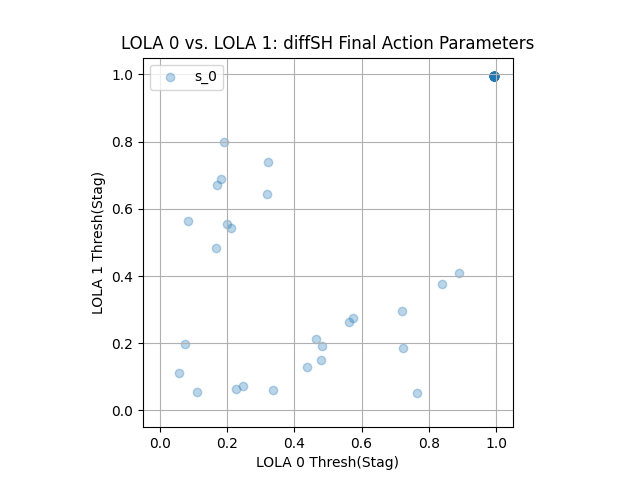 LOLA 0 vs. LOLA 1: diffSH Final Action Parameters
s_0
1.0
0.8
0.6
0.4
0.2
0.0
LOLA 1 Thresh(Stag)
0.0 0.2 0.4 0.6 0.8 1.0
LOLA 0 Thresh(Stag)